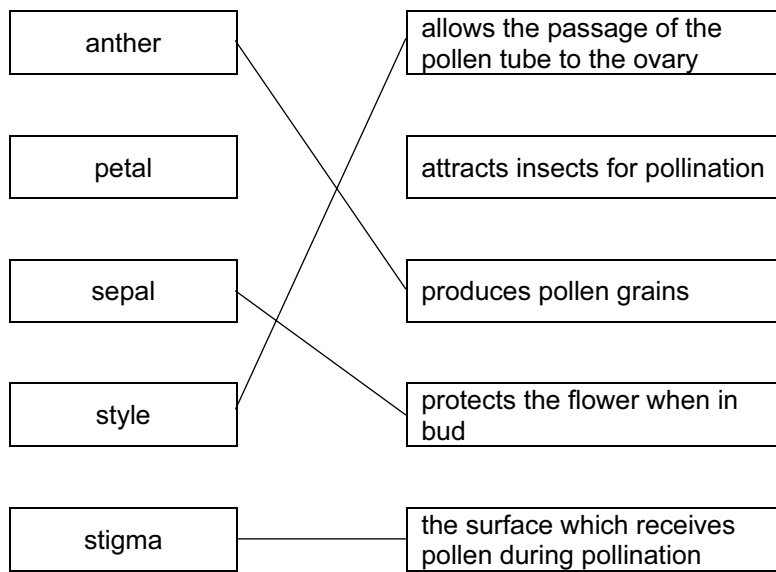 anther
allows the passage of the
pollen tube to the ovary
petal
attracts insects for pollination
sepal
produces pollen grains
style
protects the flower when in
bud
stigma
the surface which receives
pollen during pollination